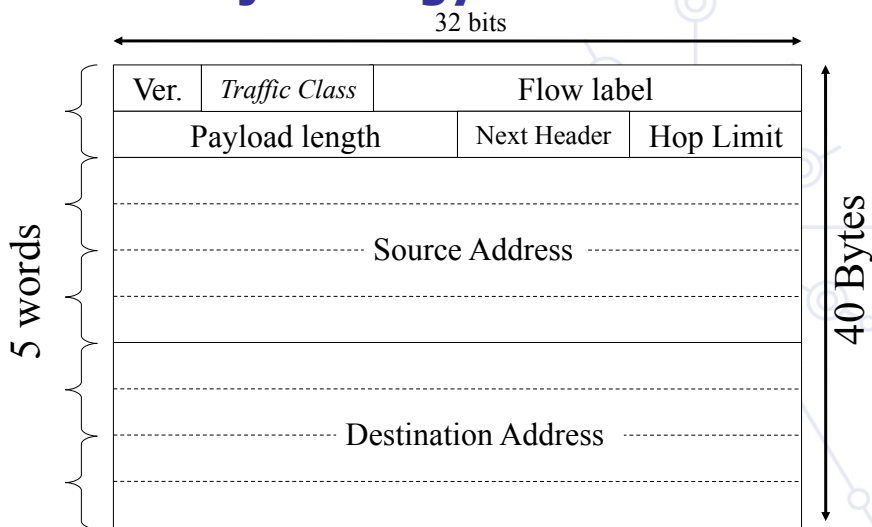 32 bits
Ver. Traffic Class Flow label
Payload length Next Header Hop Limit
5 words
Source Address
40 Bytes
Destination Address